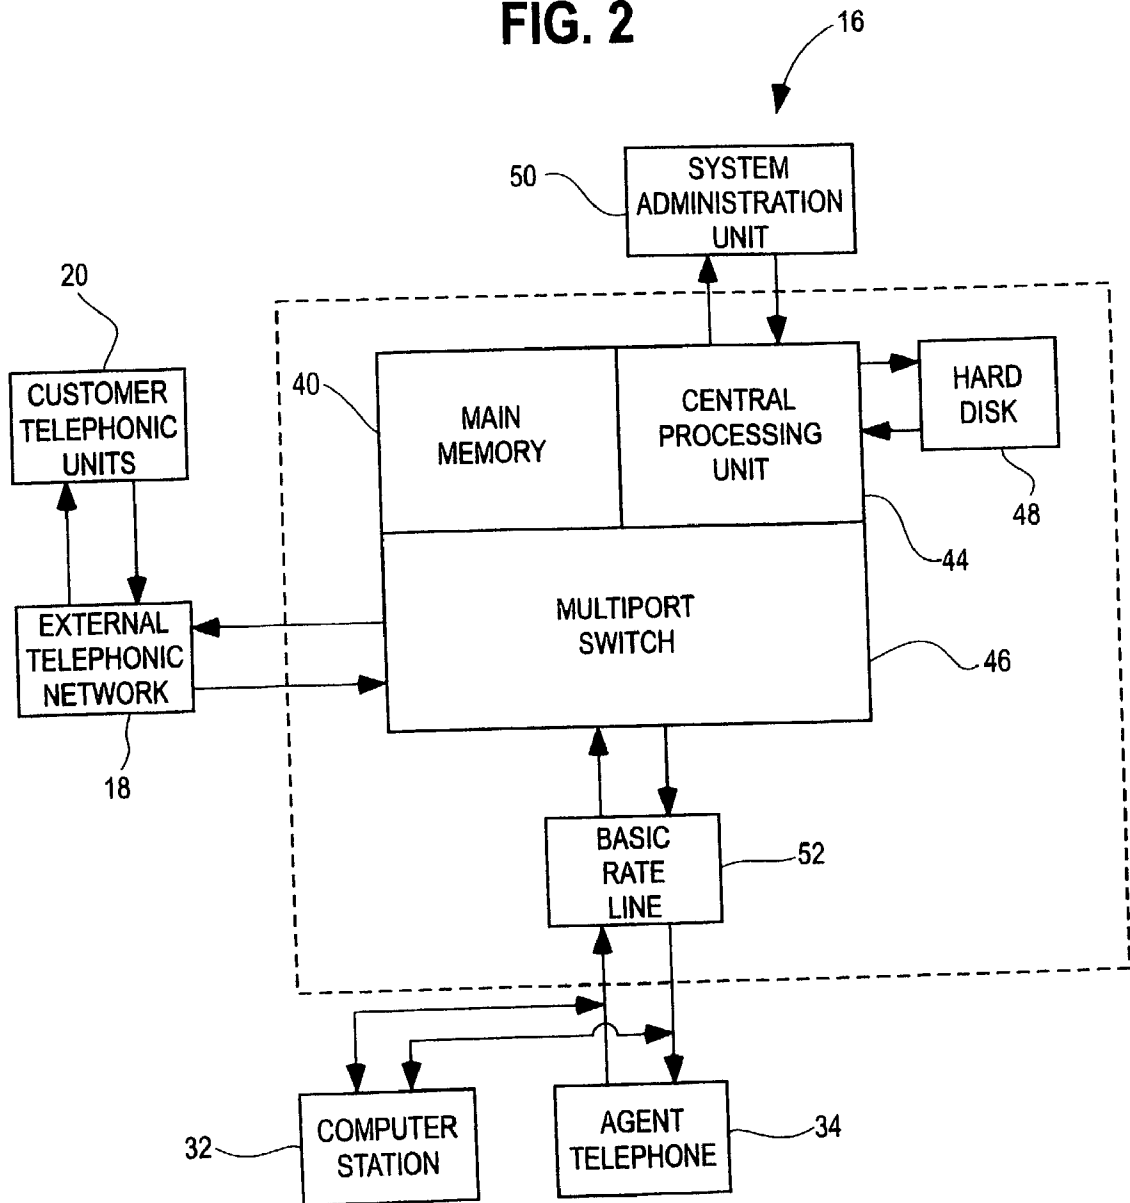 FIG. 2
16
50
SYSTEM
ADMINISTRATION
UNIT
20
CUSTOMER
TELEPHONIC
UNITS
40
MAIN
MEMORY
CENTRAL
PROCESSING
UNIT
HARD
DISK
48
44
EXTERNAL
TELEPHONIC
NETWORK
18
MULTIPORT
SWITCH
46
BASIC
RATE
LINE
52
32
COMPUTER
STATION
AGENT
TELEPHONE
34